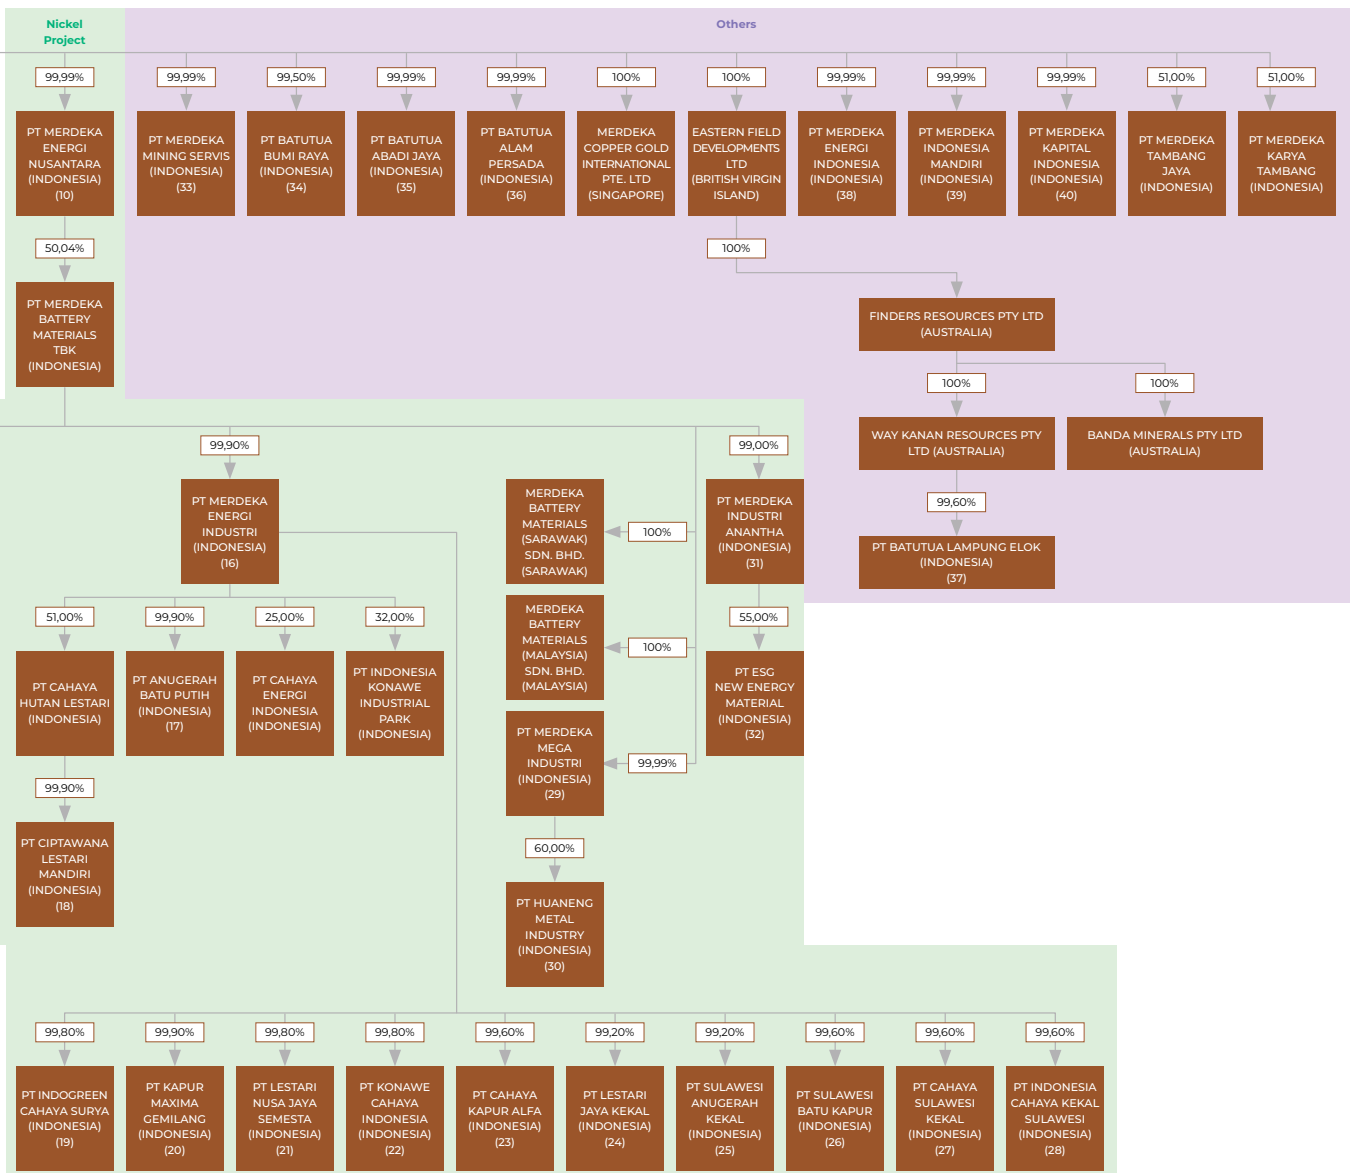 Nickel
Project
Others
99,99%
99,99%
99,50%
99,99%
99,99%
100%
100%
99,99%
99,99%
99,99%
51,00%
51,00%
PT MERDEKA
ENERGI
NUSANTARA
(INDONESIA)
(10)
PT MERDEKA
MINING SERVIS
(INDONESIA)
(33)
PT BATUTUA
BUMI RAYA
(INDONESIA)
(34)
PT BATUTUA
ABADI JAYA
(INDONESIA)
(35)
PT BATUTUA
ALAM
PERSADA
(INDONESIA)
(36)
MERDEKA
COPPER GOLD
INTERNATIONAL
PTE. LTD
(SINGAPORE)
EASTERN FIELD
DEVELOPMENTS
LTD
(BRITISH VIRGIN
ISLAND)
PT MERDEKA
ENERGI
INDONESIA
(INDONESIA)
(38)
PT MERDEKA
INDONESIA
MANDIRI
(INDONESIA)
(39)
PT MERDEKA
KAPITAL
INDONESIA
(INDONESIA)
(40)
PT MERDEKA
TAMBANG
JAYA
(INDONESIA)
PT MERDEKA
KARYA
TAMBANG
(INDONESIA)
50,04%
100%
PT MERDEKA
BATTERY
MATERIALS
TBK
(INDONESIA)
FINDERS RESOURCES PTY LTD
(AUSTRALIA)
100%
100%
WAY KANAN RESOURCES PTY
LTD (AUSTRALIA)
BANDA MINERALS PTY LTD
(AUSTRALIA)
99,60%
PT BATUTUA LAMPUNG ELOK
(INDONESIA)
(37)
99,90%
99,00%
PT MERDEKA
ENERGI
INDUSTRI
(INDONESIA)
(16)
MERDEKA
BATTERY
MATERIALS
(SARAWAK)
SDN. BHD.
(SARAWAK)
100%
PT MERDEKA
INDUSTRI
ANANTHA
(INDONESIA)
(31)
51,00%
99,90%
25,00%
32,00%
MERDEKA
BATTERY
MATERIALS
(MALAYSIA)
SDN. BHD.
(MALAYSIA)
100%
55,00%
PT CAHAYA
HUTAN LESTARI
(INDONESIA)
PT ANUGERAH
BATU PUTIH
(INDONESIA)
(17)
PT CAHAYA
ENERGI
INDONESIA
(INDONESIA)
PT INDONESIA
KONAWE
INDUSTRIAL
PARK
(INDONESIA)
PT ESG
NEW ENERGY
MATERIAL
(INDONESIA)
(32)
PT MERDEKA
MEGA
INDUSTRI
(INDONESIA)
(29)
99,99%
99,90%
PT CIPTAWANA
LESTARI
MANDIRI
(INDONESIA)
(18)
60,00%
PT HUANENG
METAL
INDUSTRY
(INDONESIA)
(30)
99,80%
99,90%
99,80%
99,80%
99,60%
99,20%
99,20%
99,60%
99,60%
99,60%
PT INDOGREEN
CAHAYA SURYA
(INDONESIA)
(19)
PT KAPUR
MAXIMA
GEMILANG
(INDONESIA)
(20)
PT LESTARI
NUSA JAYA
SEMESTA
(INDONESIA)
(21)
PT KONAWE
CAHAYA
INDONESIA
(INDONESIA)
(22)
PT CAHAYA
KAPUR ALFA
(INDONESIA)
(23)
PT LESTARI
JAYA KEKAL
(INDONESIA)
(24)
PT SULAWESI
ANUGERAH
KEKAL
(INDONESIA)
(25)
PT SULAWESI
BATU KAPUR
(INDONESIA)
(26)
PT CAHAYA
SULAWESI
KEKAL
(INDONESIA)
(27)
PT INDONESIA
CAHAYA KEKAL
SULAWESI
(INDONESIA)
(28)